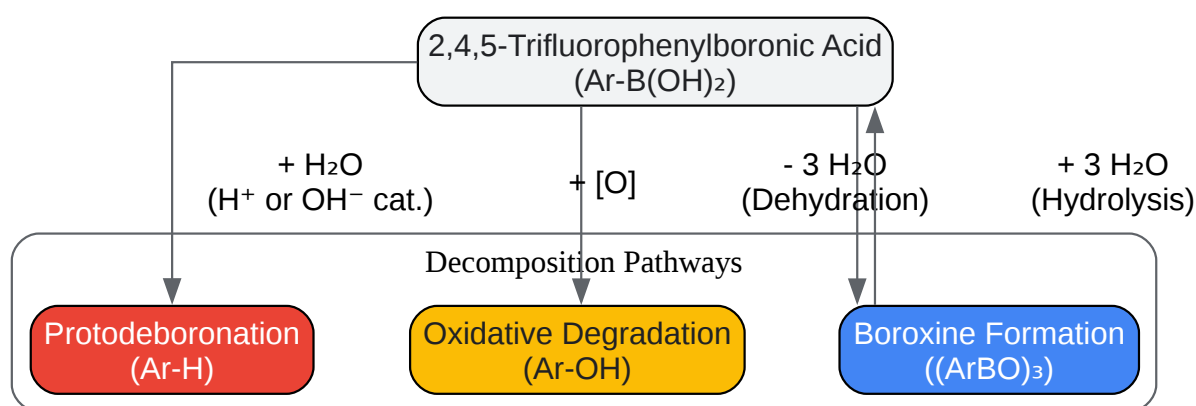 2,4,5-Trifluorophenylboronic Acid
(Ar-B(OH)₂)
+ H₂O
(H⁺ or OH⁻ cat.)
+ [O]
- 3 H₂O
(Dehydration)
+ 3 H₂O
(Hydrolysis)
Decomposition Pathways
Protodeboronation
(Ar-H)
Oxidative Degradation
(Ar-OH)
Boroxine Formation
((ArBO)₃)